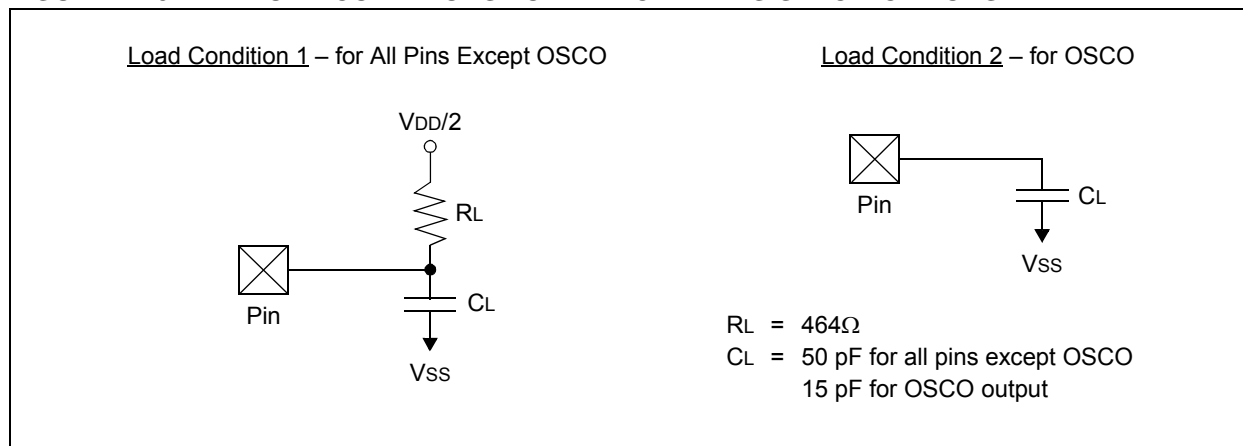 Load Condition 1 – for All Pins Except OSCO
VDD/2
RL
Pin
CL
VSS
Load Condition 2 – for OSCO
Pin
CL
VSS
RL = 464Ω
CL = 50 pF for all pins except OSCO
15 pF for OSCO output